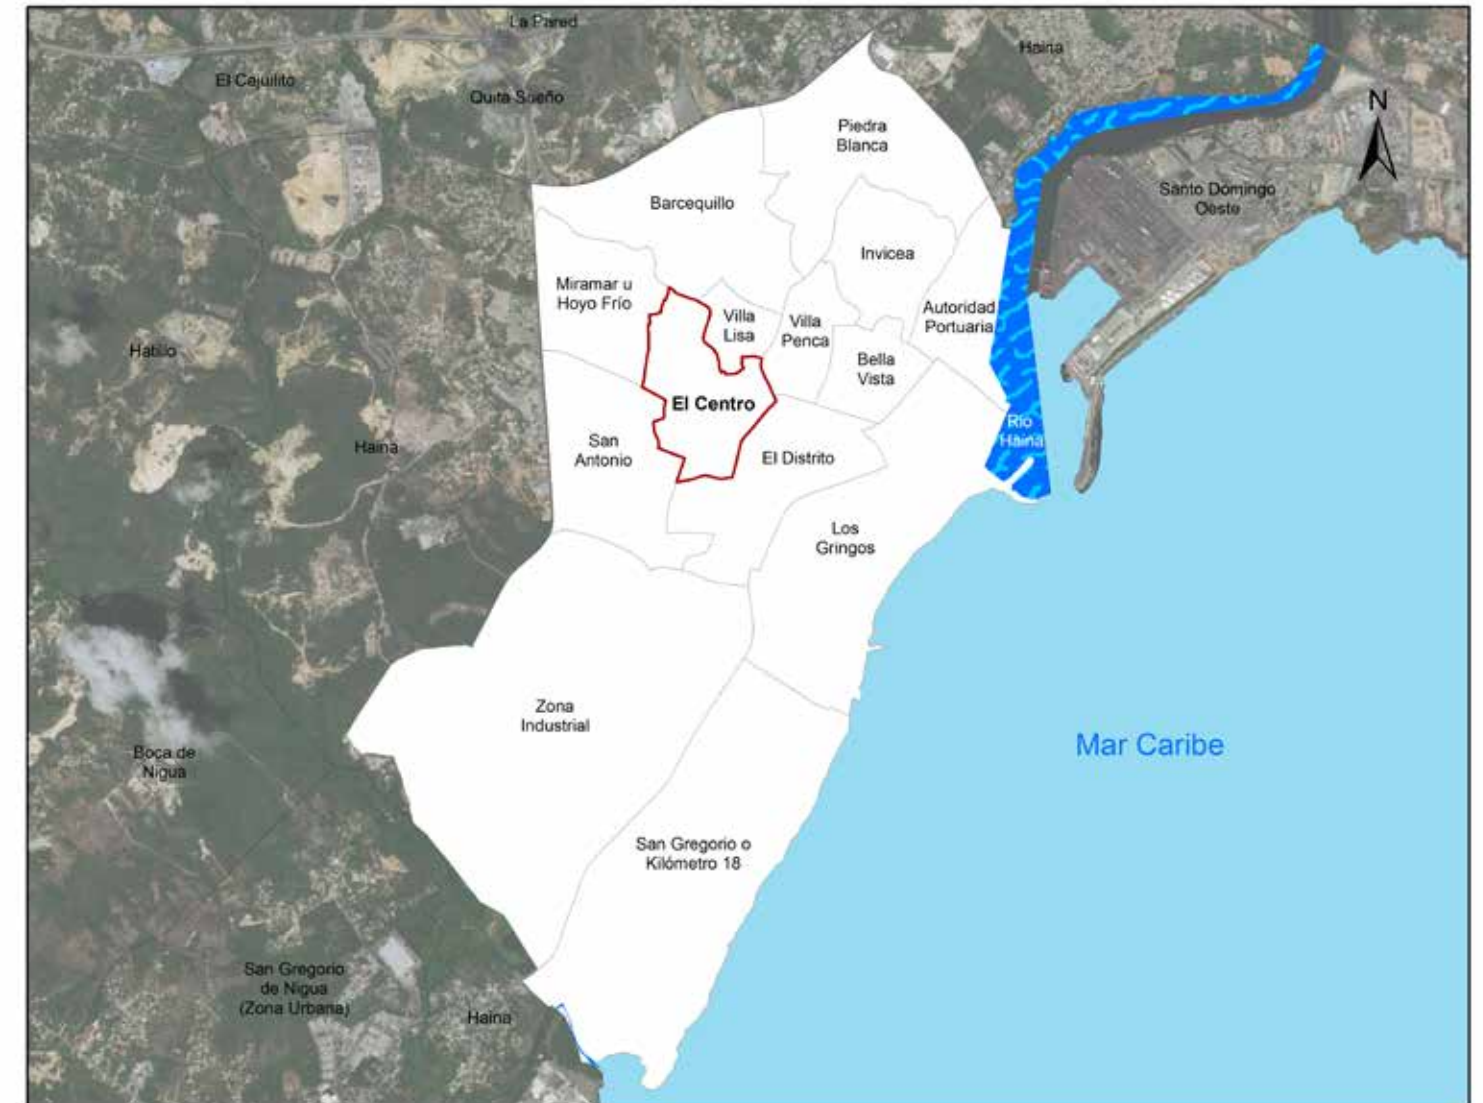 La Pared
Haina
El Cajuilito
Quita Sueño
N
Piedra
Blanca
Santo Domingo
Oeste
Barcequillo
Invicea
Miramar u
Hoyo Frío
Autoridad
Portuaria
Villa
Lisa
Villa
Penca
Hatillo
Bella
Vista
El Centro
Río
Haina
Haina
San
Antonio
El Distrito
Los
Gringos
Zona
Industrial
Mar Caribe
Boca de
Nigua
San Gregorio o
Kilómetro 18
San Gregorio
de Nigua
(Zona Urbana)
Haina